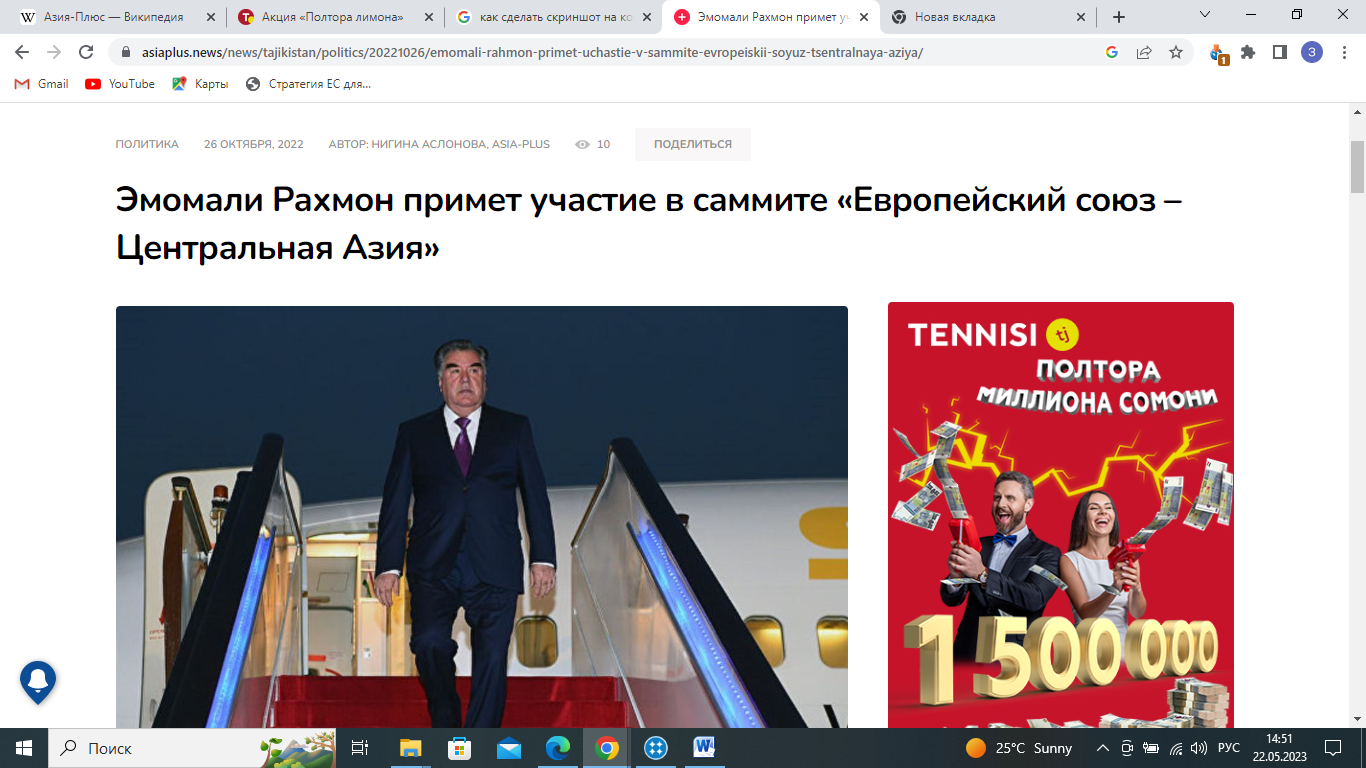 Азия-Плюс — Википедия
Акция «Полтора лимона»
как сделать скриншот на ко
Эмомали Рахмон примет уч
Новая вкладка
asiaplus.news/news/tajikistan/politics/20221026/emomali-rahmon-primet-uchastie-v-sammite-evropeiskii-soyuz-tsentralnaya-aziya/
1
З
Gmail
YouTube
Карты
Стратегия ЕС для...
ПОЛИТИКА
26 ОКТЯБРЯ, 2022
АВТОР: НИГИНА АСЛОНОВА, ASIA-PLUS
10
ПОДЕЛИТЬСЯ
Эмомали Рахмон примет участие в саммите «Европейский союз –
Центральная Азия»
TENNISI tj
ПОЛТОРА
МИЛЛИОНА СОМОНИ
1 500 000
Поиск
25°C Sunny
РУС
14:51
22.05.2023